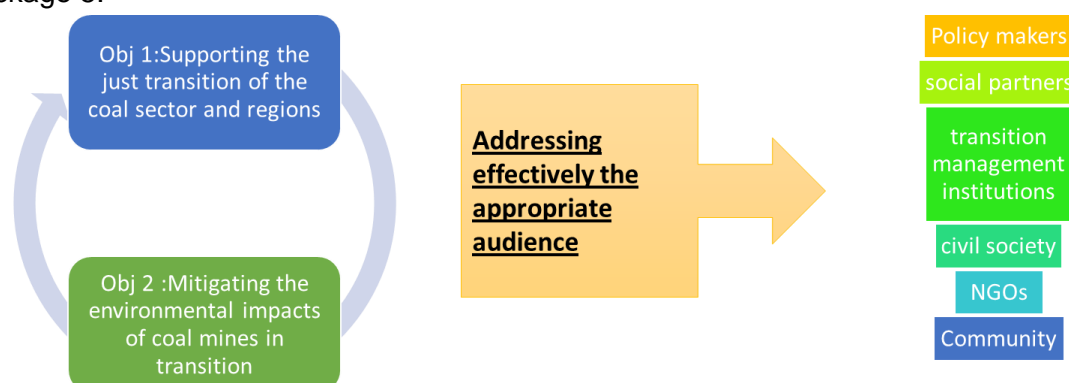 Obj 1:Supporting the
just transition of the
coal sector and regions
Obj 2 :Mitigating the
environmental impacts
of coal mines in
transition
Addressing
effectively the
appropriate
audience
Policy makers
social partners
transition
management
institutions
civil society
NGOs
Community